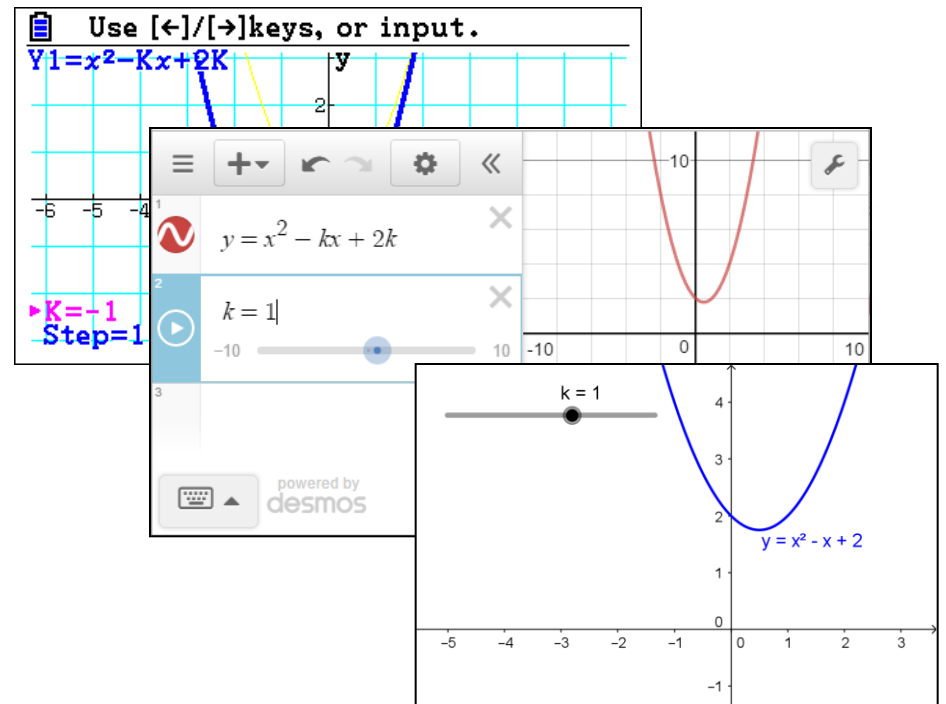 Use [←]/[→]keys, or input.
Y1=x²−Kx+2K
y
2
-6 -5 -4
K=-1
Step=1
1
y = x² − kx + 2k
2
k = 1
−10 10
3
powered by
desmos
10
-10 0 10
k = 1
4
3
2
y = x² - x + 2
1
0
−5 −4 −3 −2 −1 0 1 2 3
−1